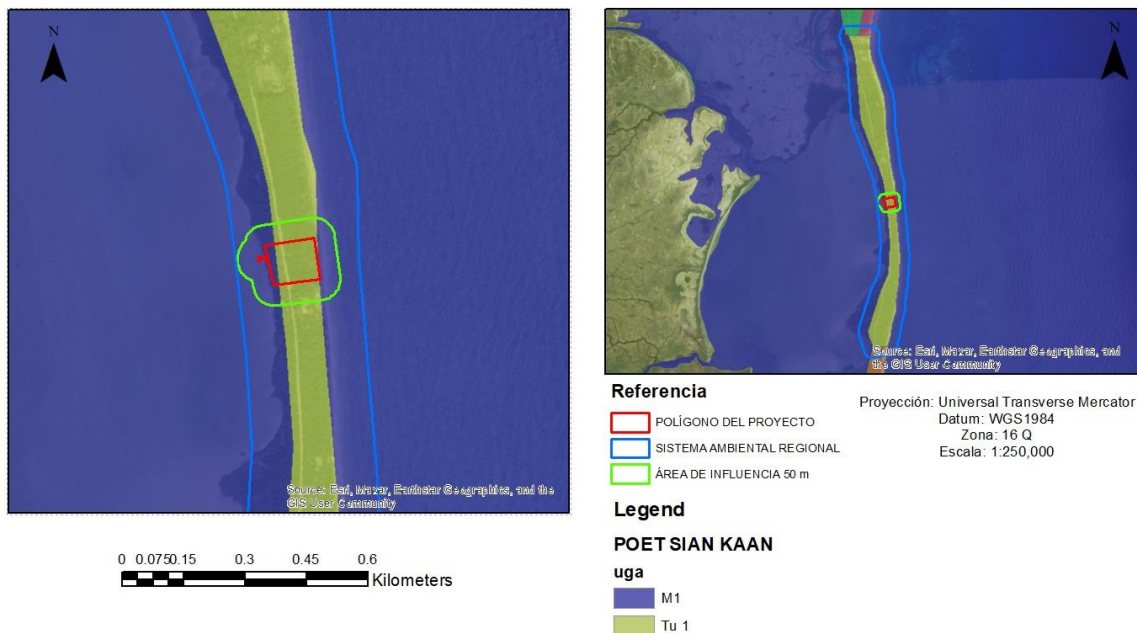 N
Source: Esri, Maxar, Earthstar Geographics, and the
GIS User Community
0 0.075 0.15 0.3 0.45 0.6
Kilometers
N
Source: Esri, Maxar, Earthstar Geographics, and
the GIS User Community
Referencia
POLÍGONO DEL PROYECTO
SISTEMA AMBIENTAL REGIONAL
ÁREA DE INFLUENCIA 50 m
Proyección: Universal Transverse Mercator
Datum: WGS1984
Zona: 16 Q
Escala: 1:250,000
Legend
POET SIAN KAAN
uga
M1
Tu 1